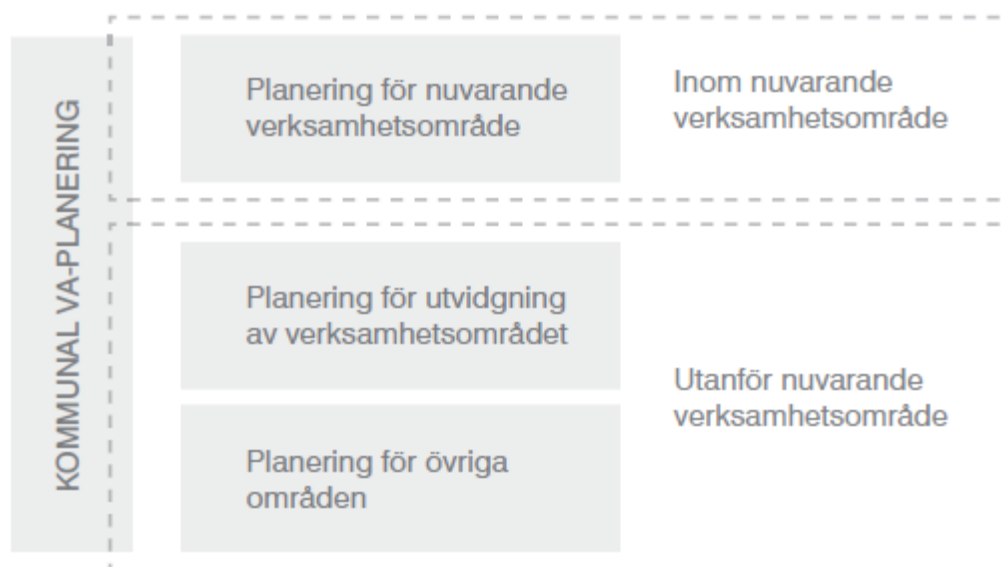 KOMMUNAL VA-PLANERING
Planering för nuvarande
verksamhetsområde
Inom nuvarande
verksamhetsområde
Planering för utvidgning
av verksamhetsområdet
Planering för övriga
områden
Utanför nuvarande
verksamhetsområde